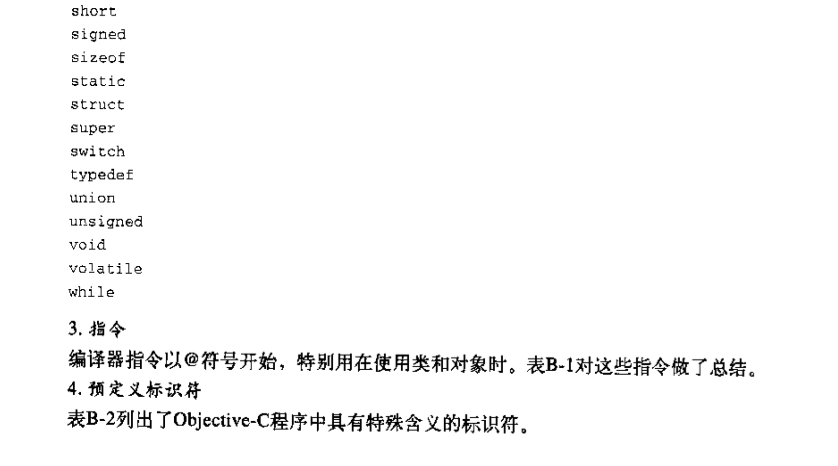 short
signed
sizeof
static
struct
super
switch
typedef
union
unsigned
void
volatile
while
3. 指令
编译器指令以@符号开始，特别用在使用类和对象时。表B-1对这些指令做了总结。
4. 预定义标识符
表B-2列出了Objective-C程序中具有特殊含义的标识符。